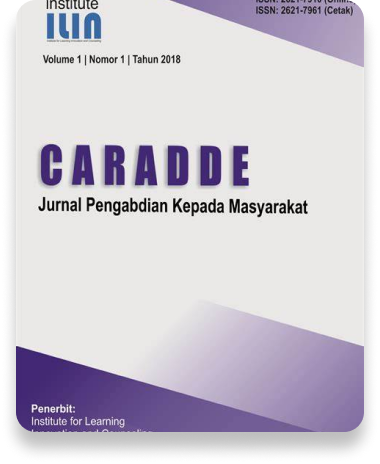 Institute
ILIN
ISSN: 2621-7961 (Cetak)
Volume 1 | Nomor 1 | Tahun 2018
CARADDE
Jurnal Pengabdian Kepada Masyarakat
Penerbit:
Institute for Learning